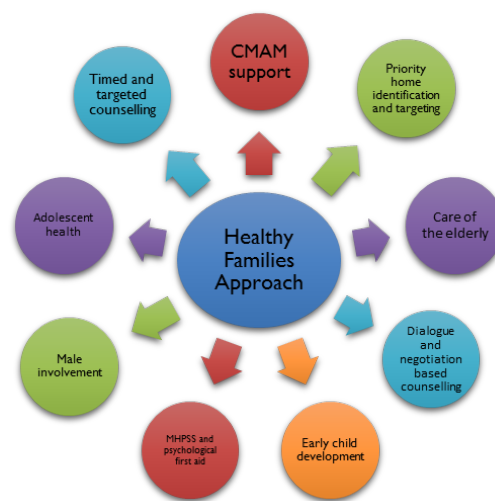 CMAM
support
Priority
home
identification
and targeting
Care of
the elderly
Dialogue and
negotiation
based
counselling
Early child
development
MHPSS and
psychological
first aid
Male
involvement
Adolescent
health
Timed and
targeted
counselling
Healthy
Families
Approach